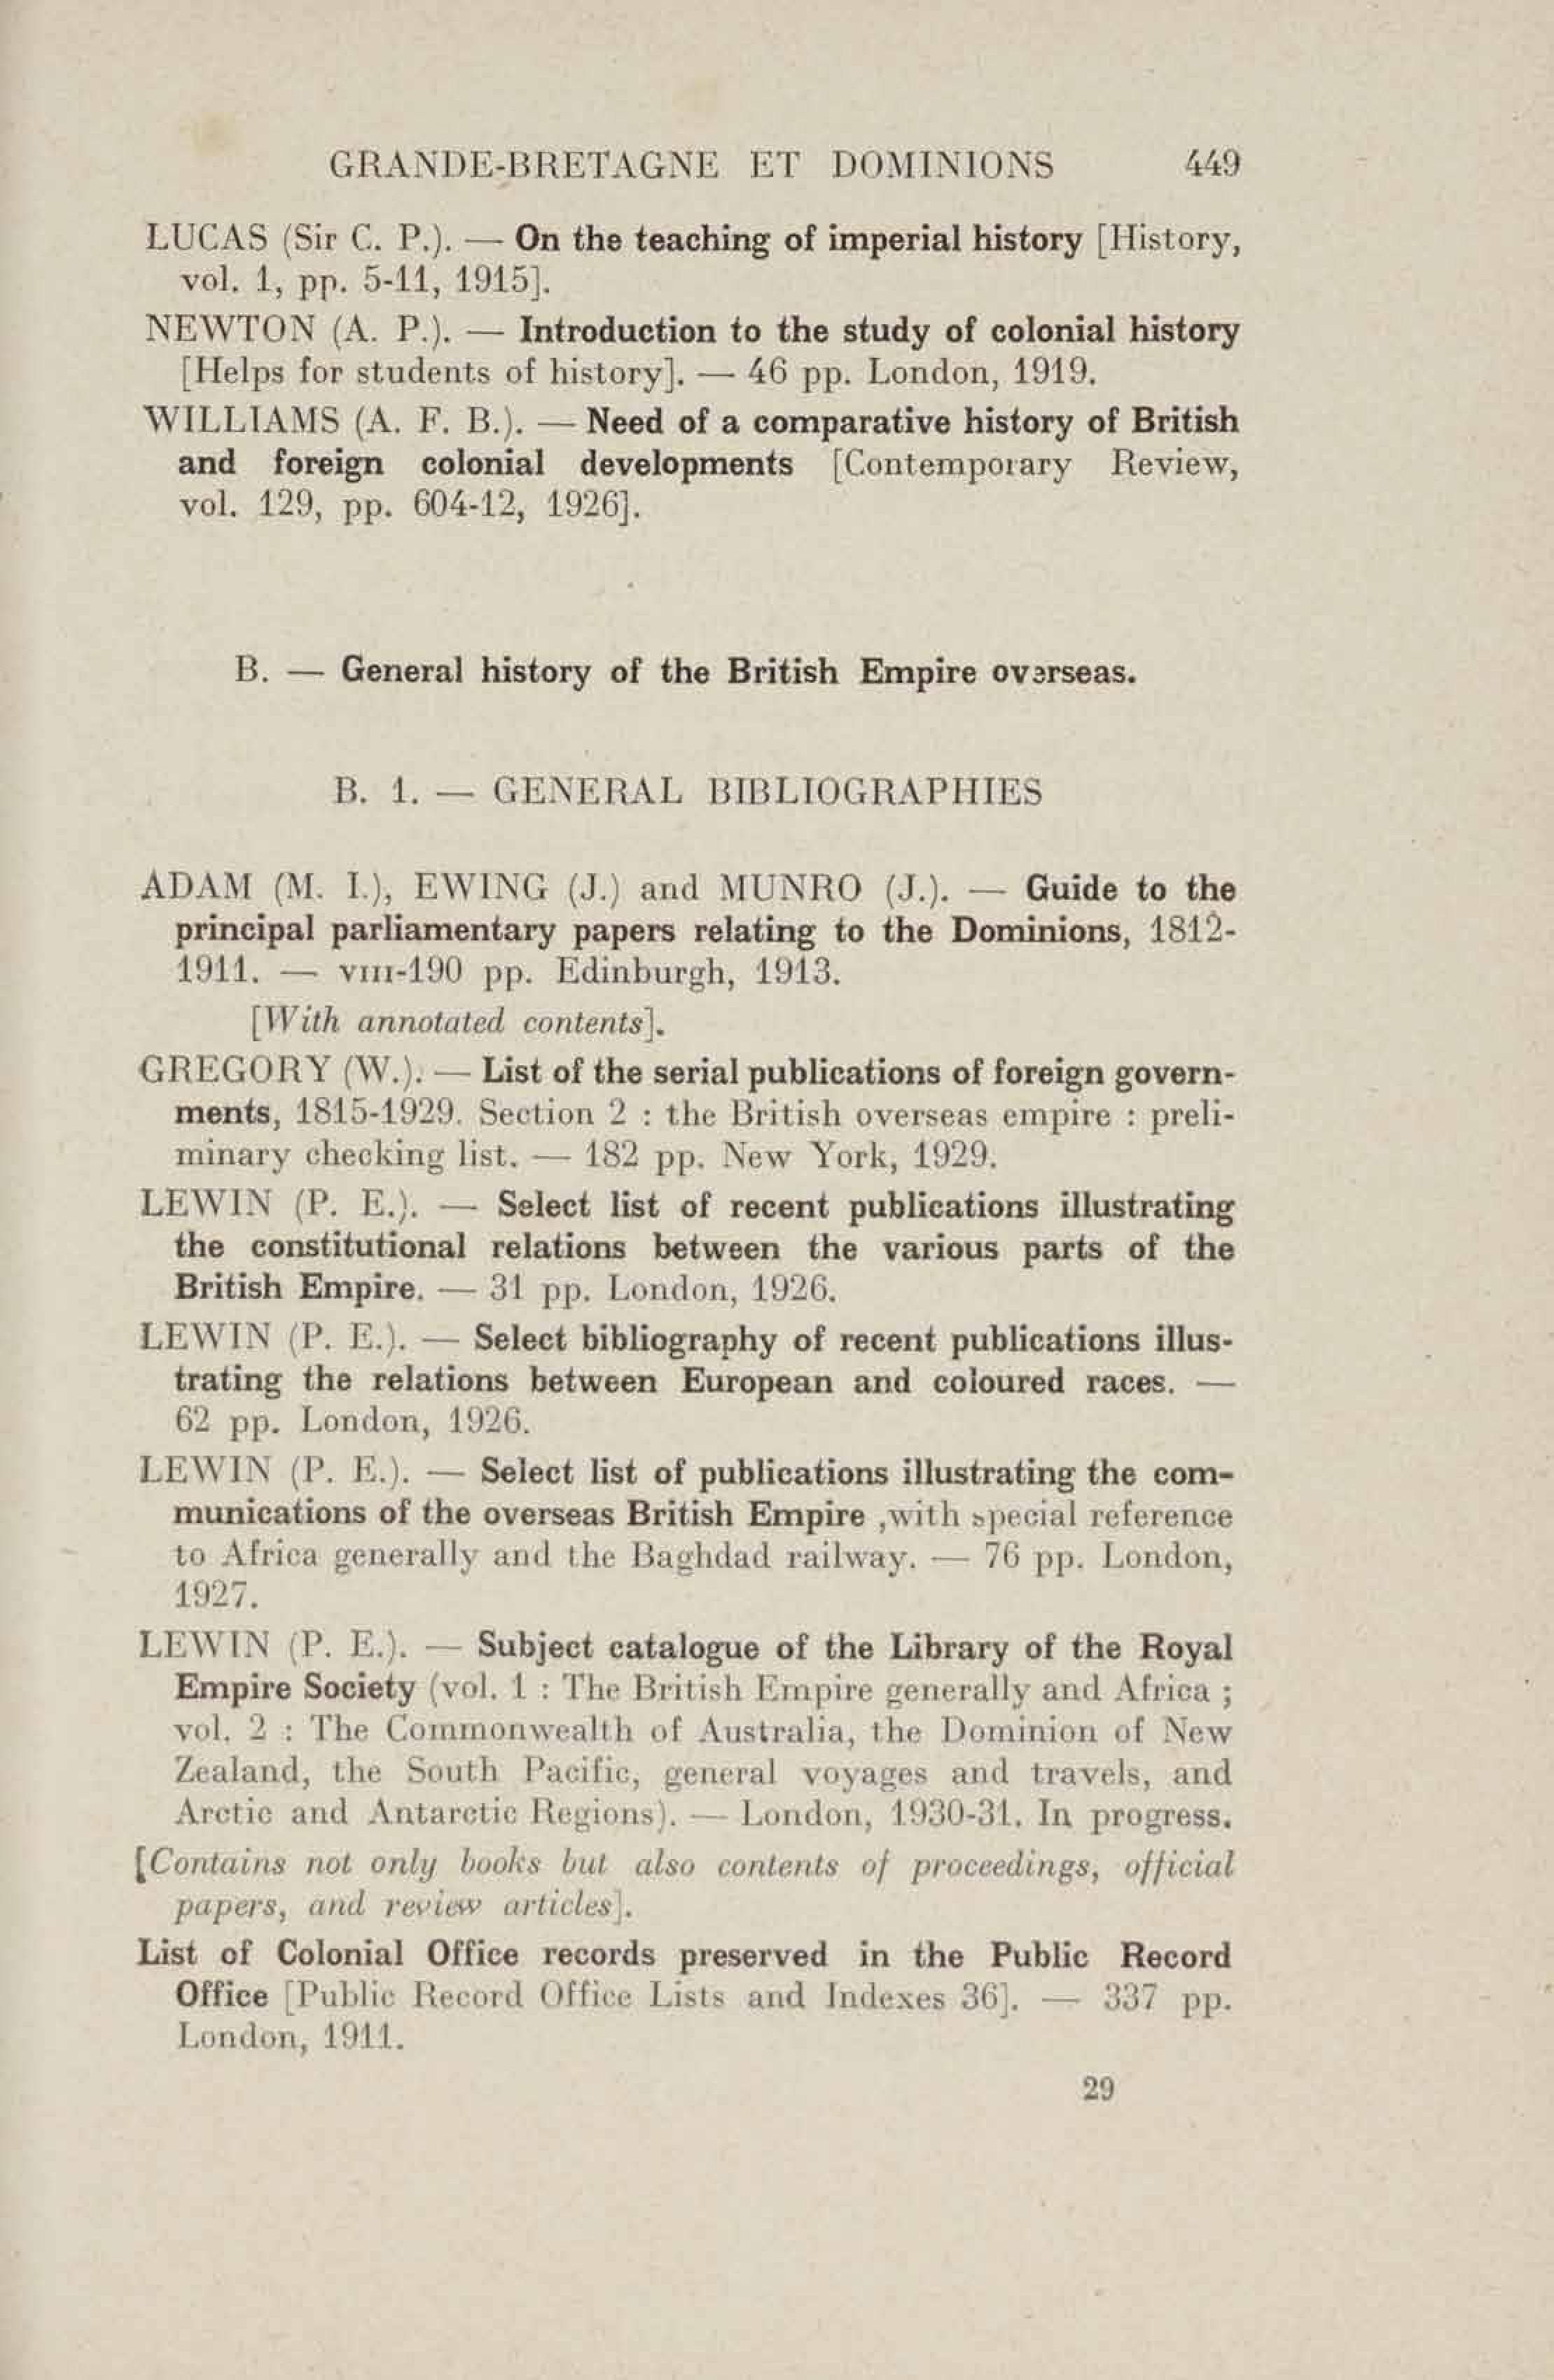 GRANDE-BRETAGNE ET DOMINIONS 449
LUCAS (Sir C. P.). — On the teaching of imperial history [History,
vol. 1, pp. 5-11, 1915].
NEWTON (A. P.). — Introduction to the study of colonial history
[Helps for students of history]. — 46 pp. London, 1919.
WILLIAMS (A. F. B.). — Need of a comparative history of British
and foreign colonial developments [Contemporary Review,
vol. 129, pp. 604-12, 1926].
B. — General history of the British Empire overseas.
B. 1. — GENERAL BIBLIOGRAPHIES
ADAM (M. I.), EWING (J.) and MUNRO (J.). — Guide to the
principal parliamentary papers relating to the Dominions, 1812-
1911. — VIII-190 pp. Edinburgh, 1913.
[With annotated contents].
GREGORY (W.). — List of the serial publications of foreign govern-
ments, 1815-1929. Section 2 : the British overseas empire : preli-
minary checking list. — 182 pp. New York, 1929.
LEWIN (P. E.). — Select list of recent publications illustrating
the constitutional relations between the various parts of the
British Empire. — 31 pp. London, 1926.
LEWIN (P. E.). — Select bibliography of recent publications illus-
trating the relations between European and coloured races. —
62 pp. London, 1926.
LEWIN (P. E.). — Select list of publications illustrating the com-
munications of the overseas British Empire ,with special reference
to Africa generally and the Baghdad railway. — 76 pp. London,
1927.
LEWIN (P. E.). — Subject catalogue of the Library of the Royal
Empire Society (vol. 1 : The British Empire generally and Africa ;
vol. 2 : The Commonwealth of Australia, the Dominion of New
Zealand, the South Pacific, general voyages and travels, and
Arctic and Antarctic Regions). — London, 1930-31. In progress.
[Contains not only books but also contents of proceedings, official
papers, and review articles].
List of Colonial Office records preserved in the Public Record
Office [Public Record Office Lists and Indexes 36]. — 337 pp.
London, 1911.
29